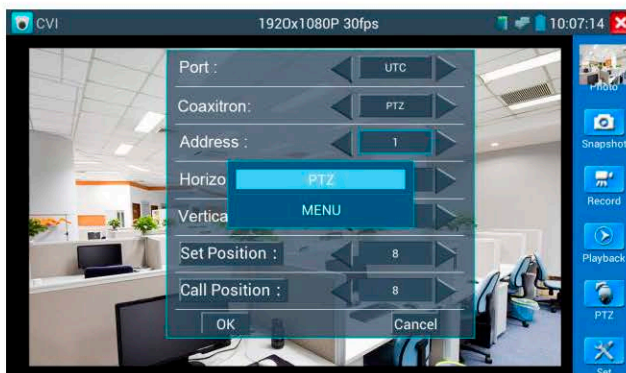 CVI 1920x1080P 30fps 10:07:14
Port : UTC
Coaxitron: PTZ
Address : 1
Horizo
PTZ
MENU
Vertica
Set Position : 8
Call Position : 8
OK Cancel
Photo
Snapshot
Record
Playback
PTZ
Set